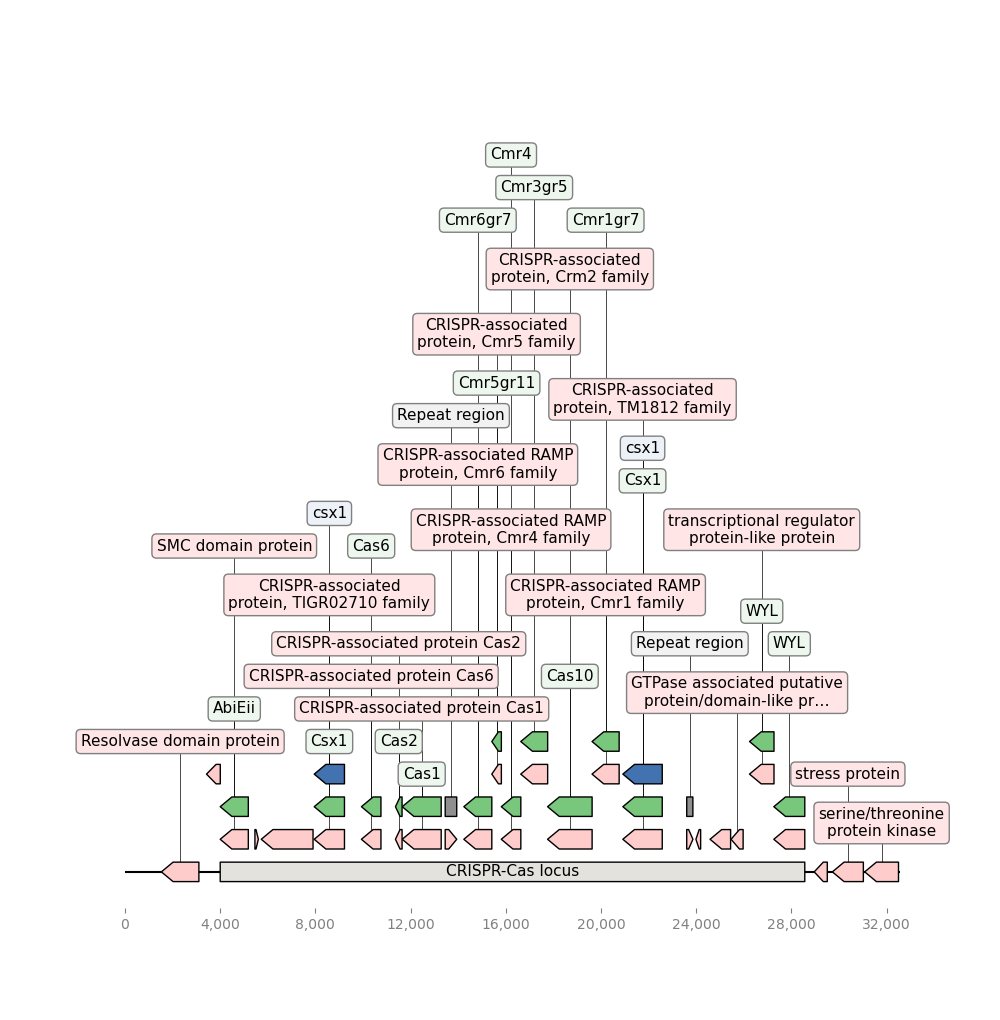 Cmr4
Cmr3gr5
Cmr6gr7
Cmr1gr7
CRISPR-associated
protein, Crm2 family
CRISPR-associated
protein, Cmr5 family
Cmr5gr11
CRISPR-associated
protein, TM1812 family
Repeat region
csx1
CRISPR-associated RAMP
protein, Cmr6 family
Csx1
csx1
CRISPR-associated RAMP
protein, Cmr4 family
transcriptional regulator
protein-like protein
SMC domain protein
Cas6
CRISPR-associated
protein, TIGR02710 family
CRISPR-associated RAMP
protein, Cmr1 family
WYL
CRISPR-associated protein Cas2
Repeat region
WYL
CRISPR-associated protein Cas6
Cas10
GTPase associated putative
protein/domain-like pr...
AbiEii
CRISPR-associated protein Cas1
Resolvase domain protein
Csx1
Cas2
Cas1
stress protein
serine/threonine
protein kinase
CRISPR-Cas locus
0
4,000
8,000
12,000
16,000
20,000
24,000
28,000
32,000